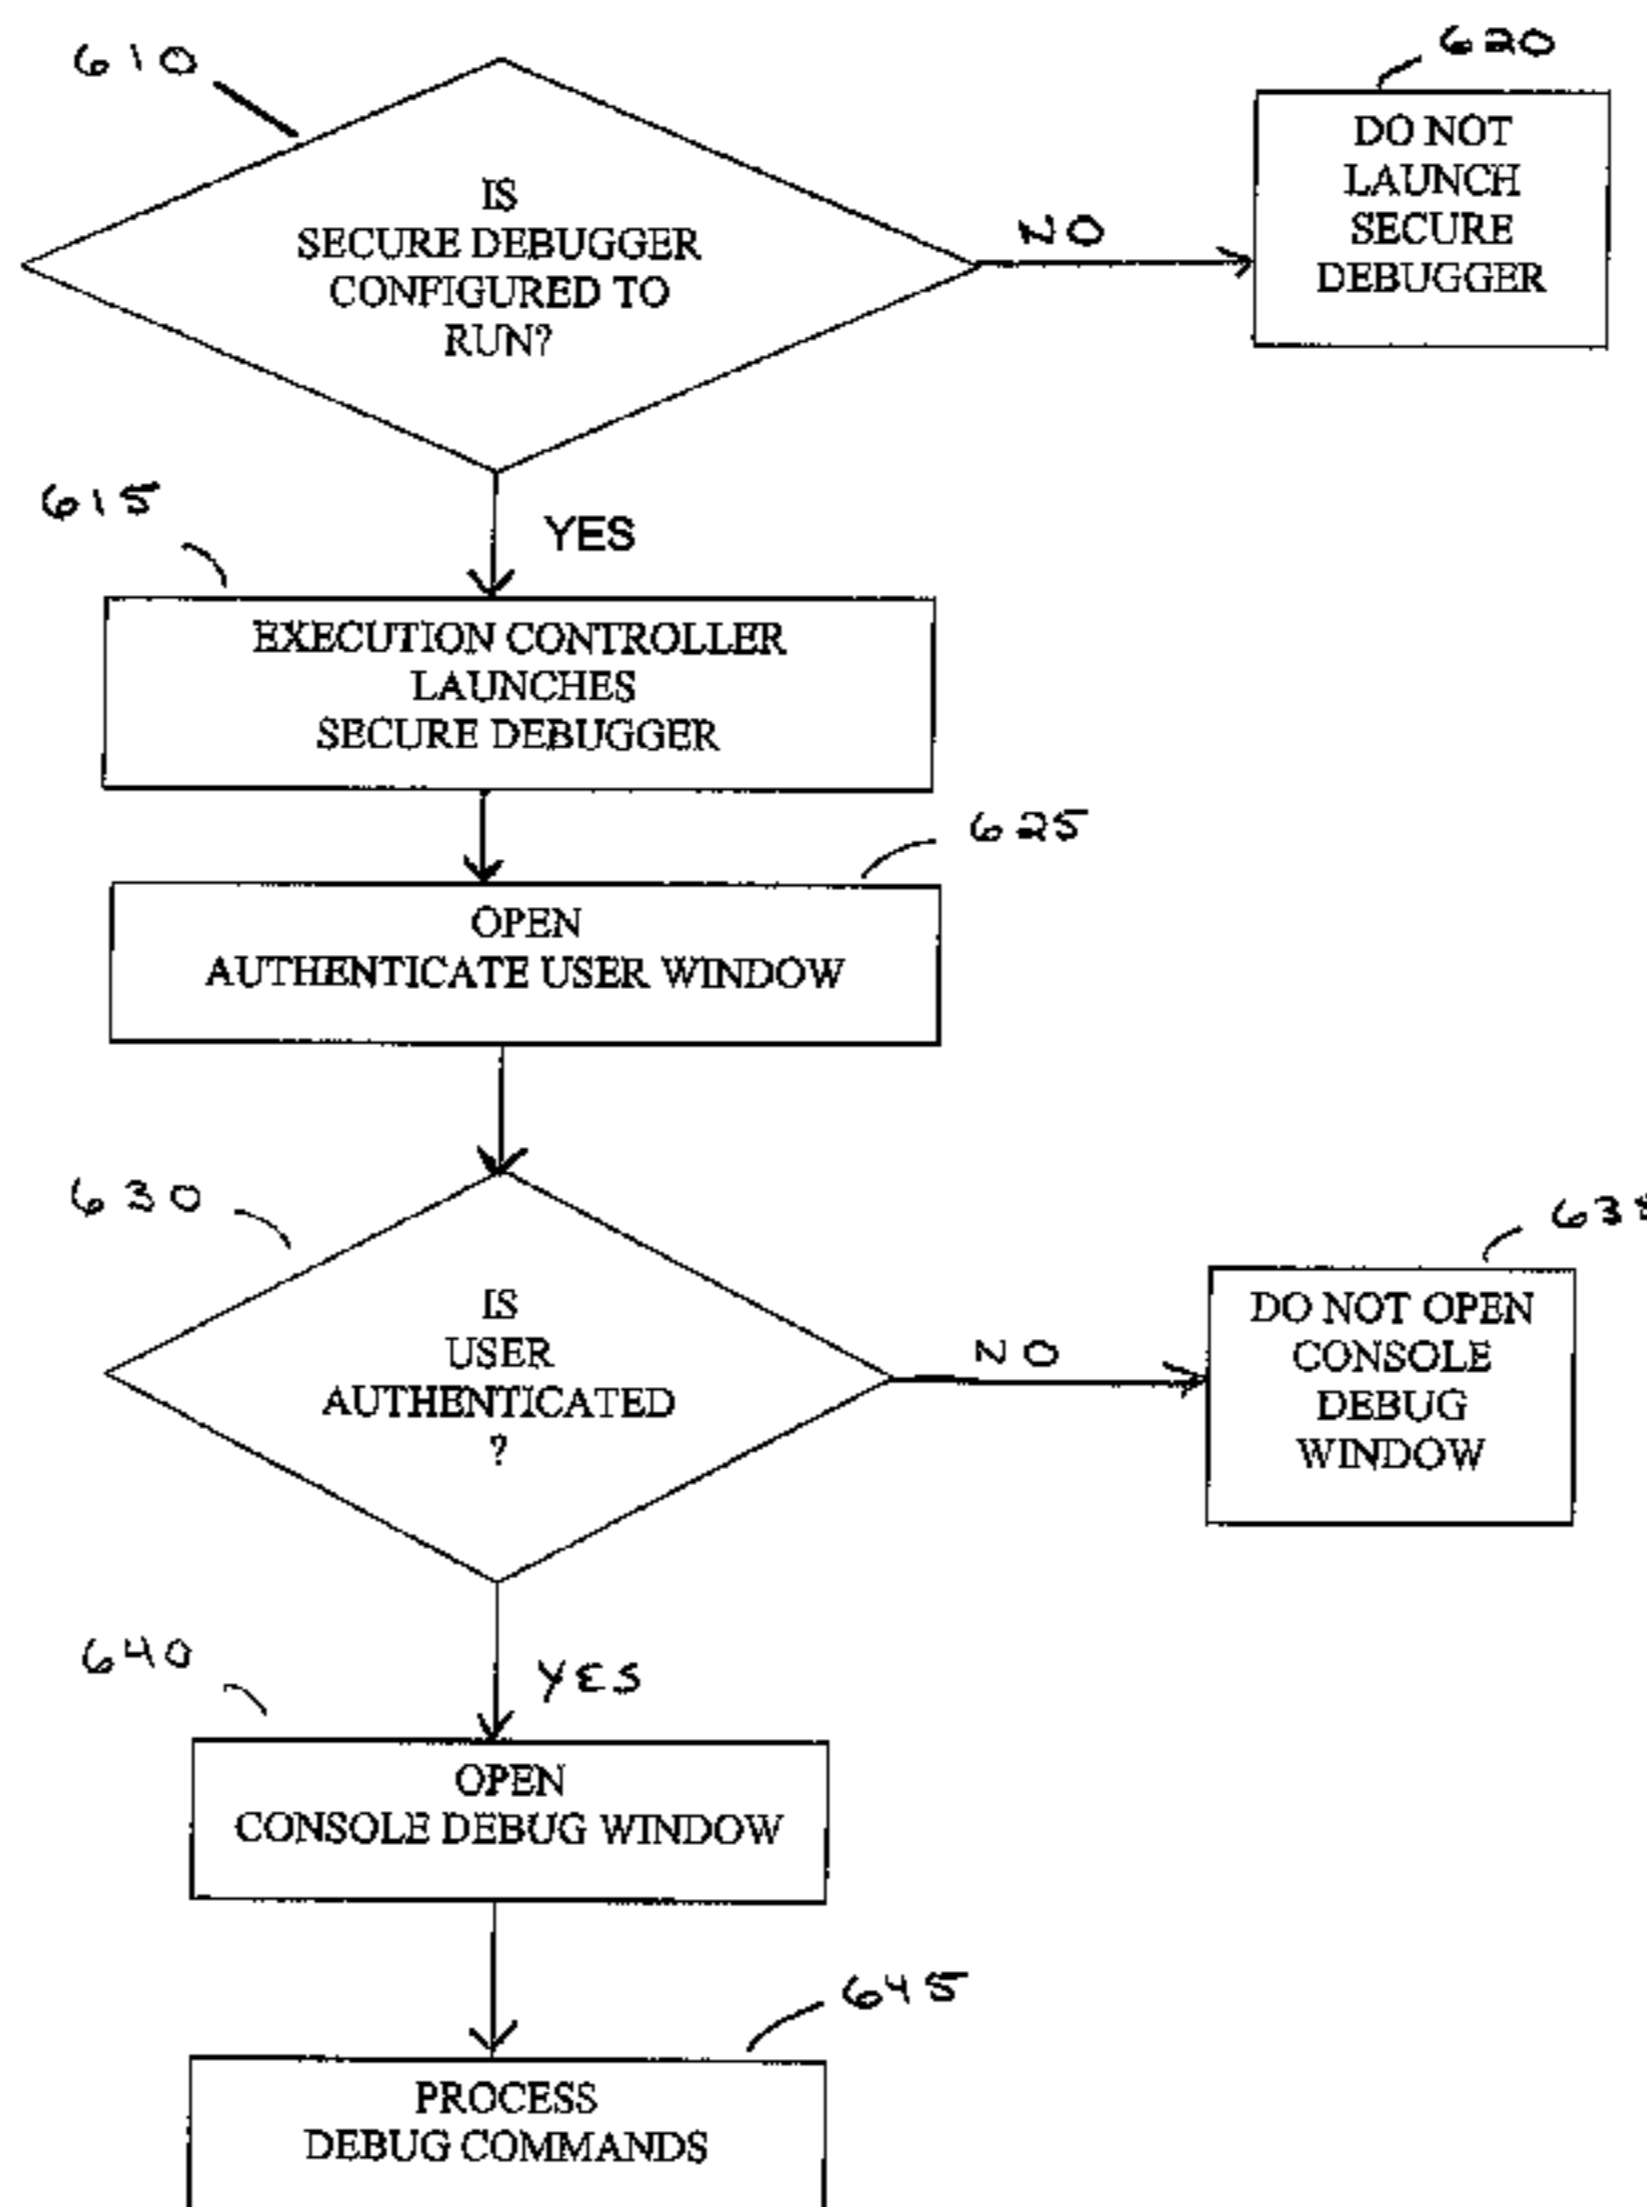 610
IS
SECURE DEBUGGER
CONFIGURED TO
RUN?
NO
620
DO NOT
LAUNCH
SECURE
DEBUGGER
YES
615
EXECUTION CONTROLLER
LAUNCHES
SECURE DEBUGGER
625
OPEN
AUTHENTICATE USER WINDOW
630
IS
USER
AUTHENTICATED
?
NO
635
DO NOT OPEN
CONSOLE
DEBUG
WINDOW
YES
640
OPEN
CONSOLE DEBUG WINDOW
645
PROCESS
DEBUG COMMANDS